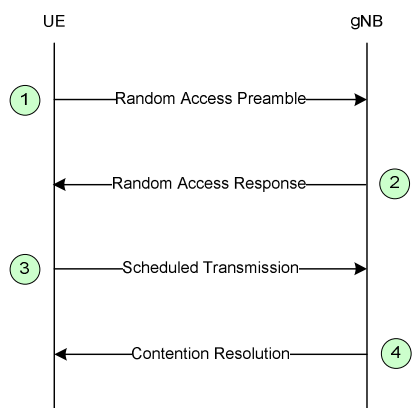 UE gNB
1 Random Access Preamble
Random Access Response 2
3 Scheduled Transmission
Contention Resolution 4